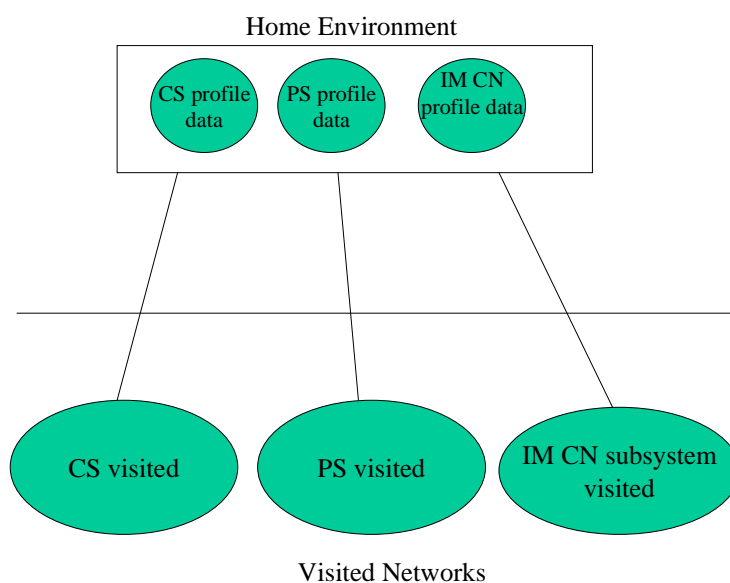 Home Environment
CS profile
data
PS profile
data
IM CN
profile data
CS visited
PS visited
IM CN subsystem
visited
Visited Networks